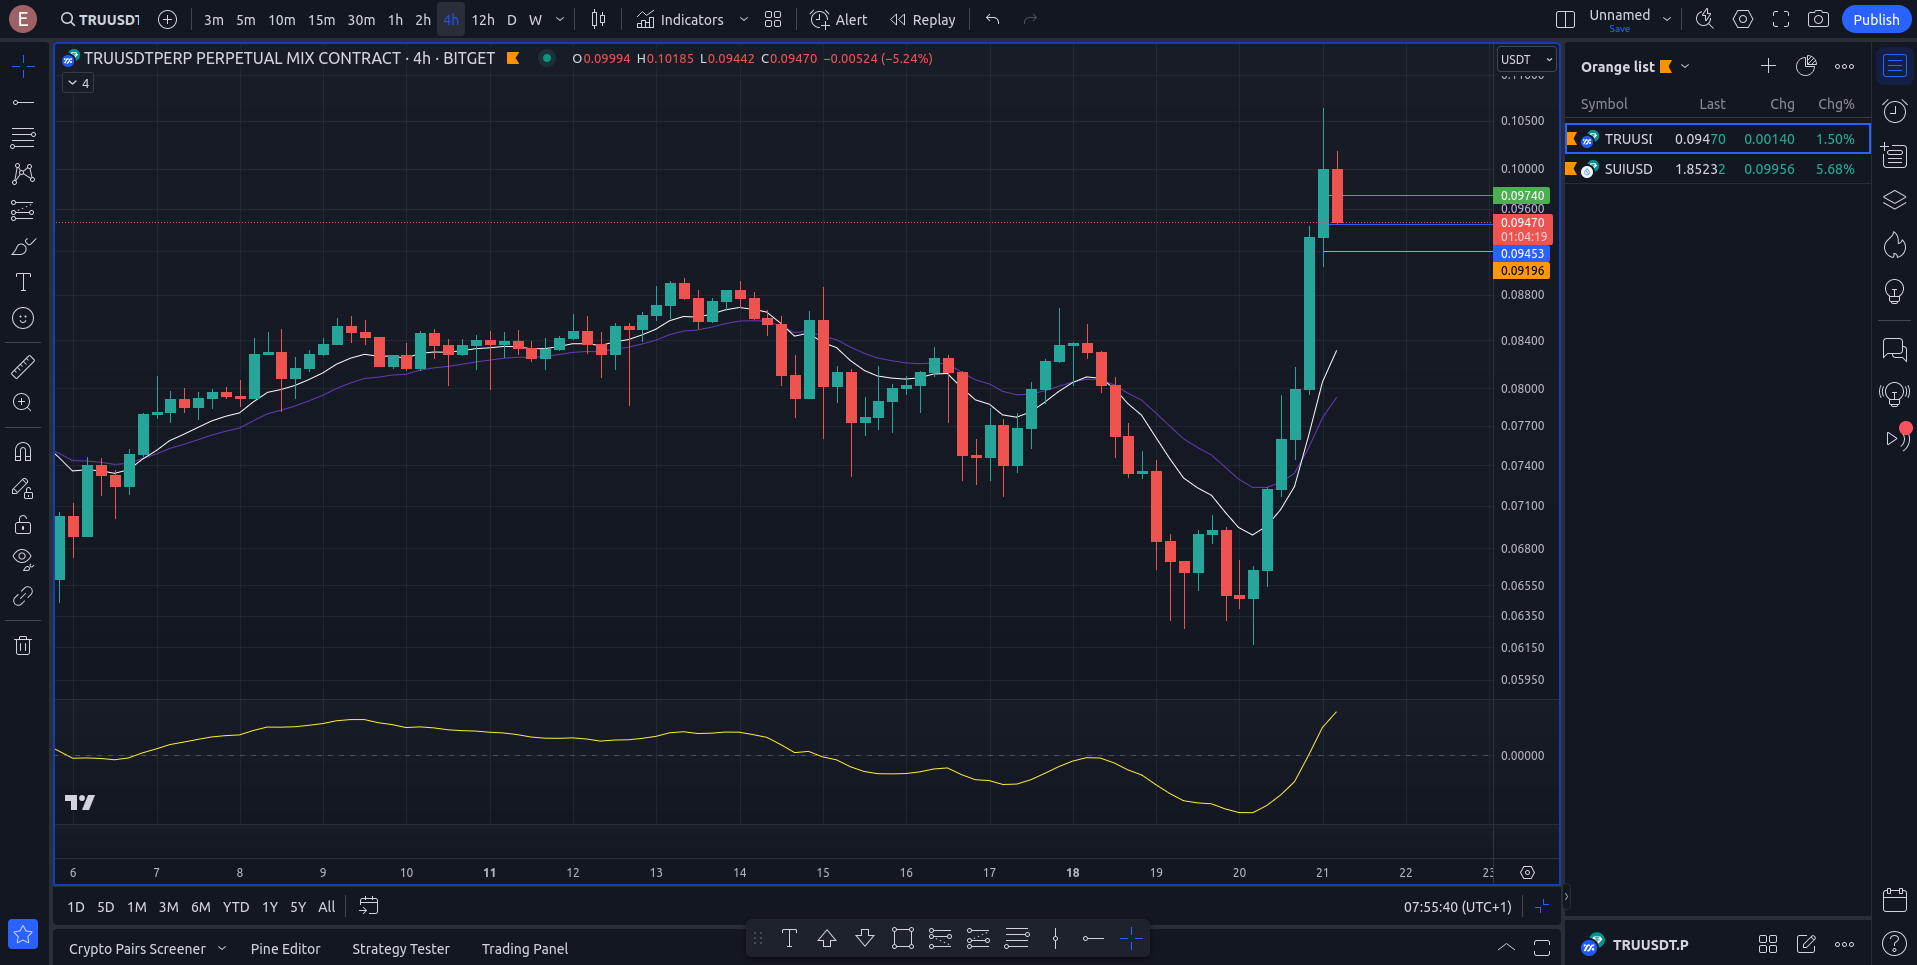 E TRUUSDT 3m 5m 10m 15m 30m 1h 2h 4h 12h D W Indicators Alert Replay Unnamed Save Publish
TRUUSDTPERP PERPETUAL MIX CONTRACT · 4h · BITGET O0.09994 H0.10185 L0.09442 C0.09470 −0.00524 (−5.24%) USDT
4
0.10500
0.10000
0.09740
0.09600
0.09470
01:04:19
0.09453
0.09196
0.08800
0.08400
0.08000
0.07700
0.07400
0.07100
0.06800
0.06550
0.06350
0.06150
0.05950
0.00000
6 7 8 9 10 11 12 13 14 15 16 17 18 19 20 21 22 23
1D 5D 1M 3M 6M YTD 1Y 5Y All 07:55:40 (UTC+1)
Crypto Pairs Screener Pine Editor Strategy Tester Trading Panel
Orange list
Symbol Last Chg Chg%
TRUUSI 0.09470 0.00140 1.50%
SUIUSD 1.85232 0.09956 5.68%
TRUUSDT.P